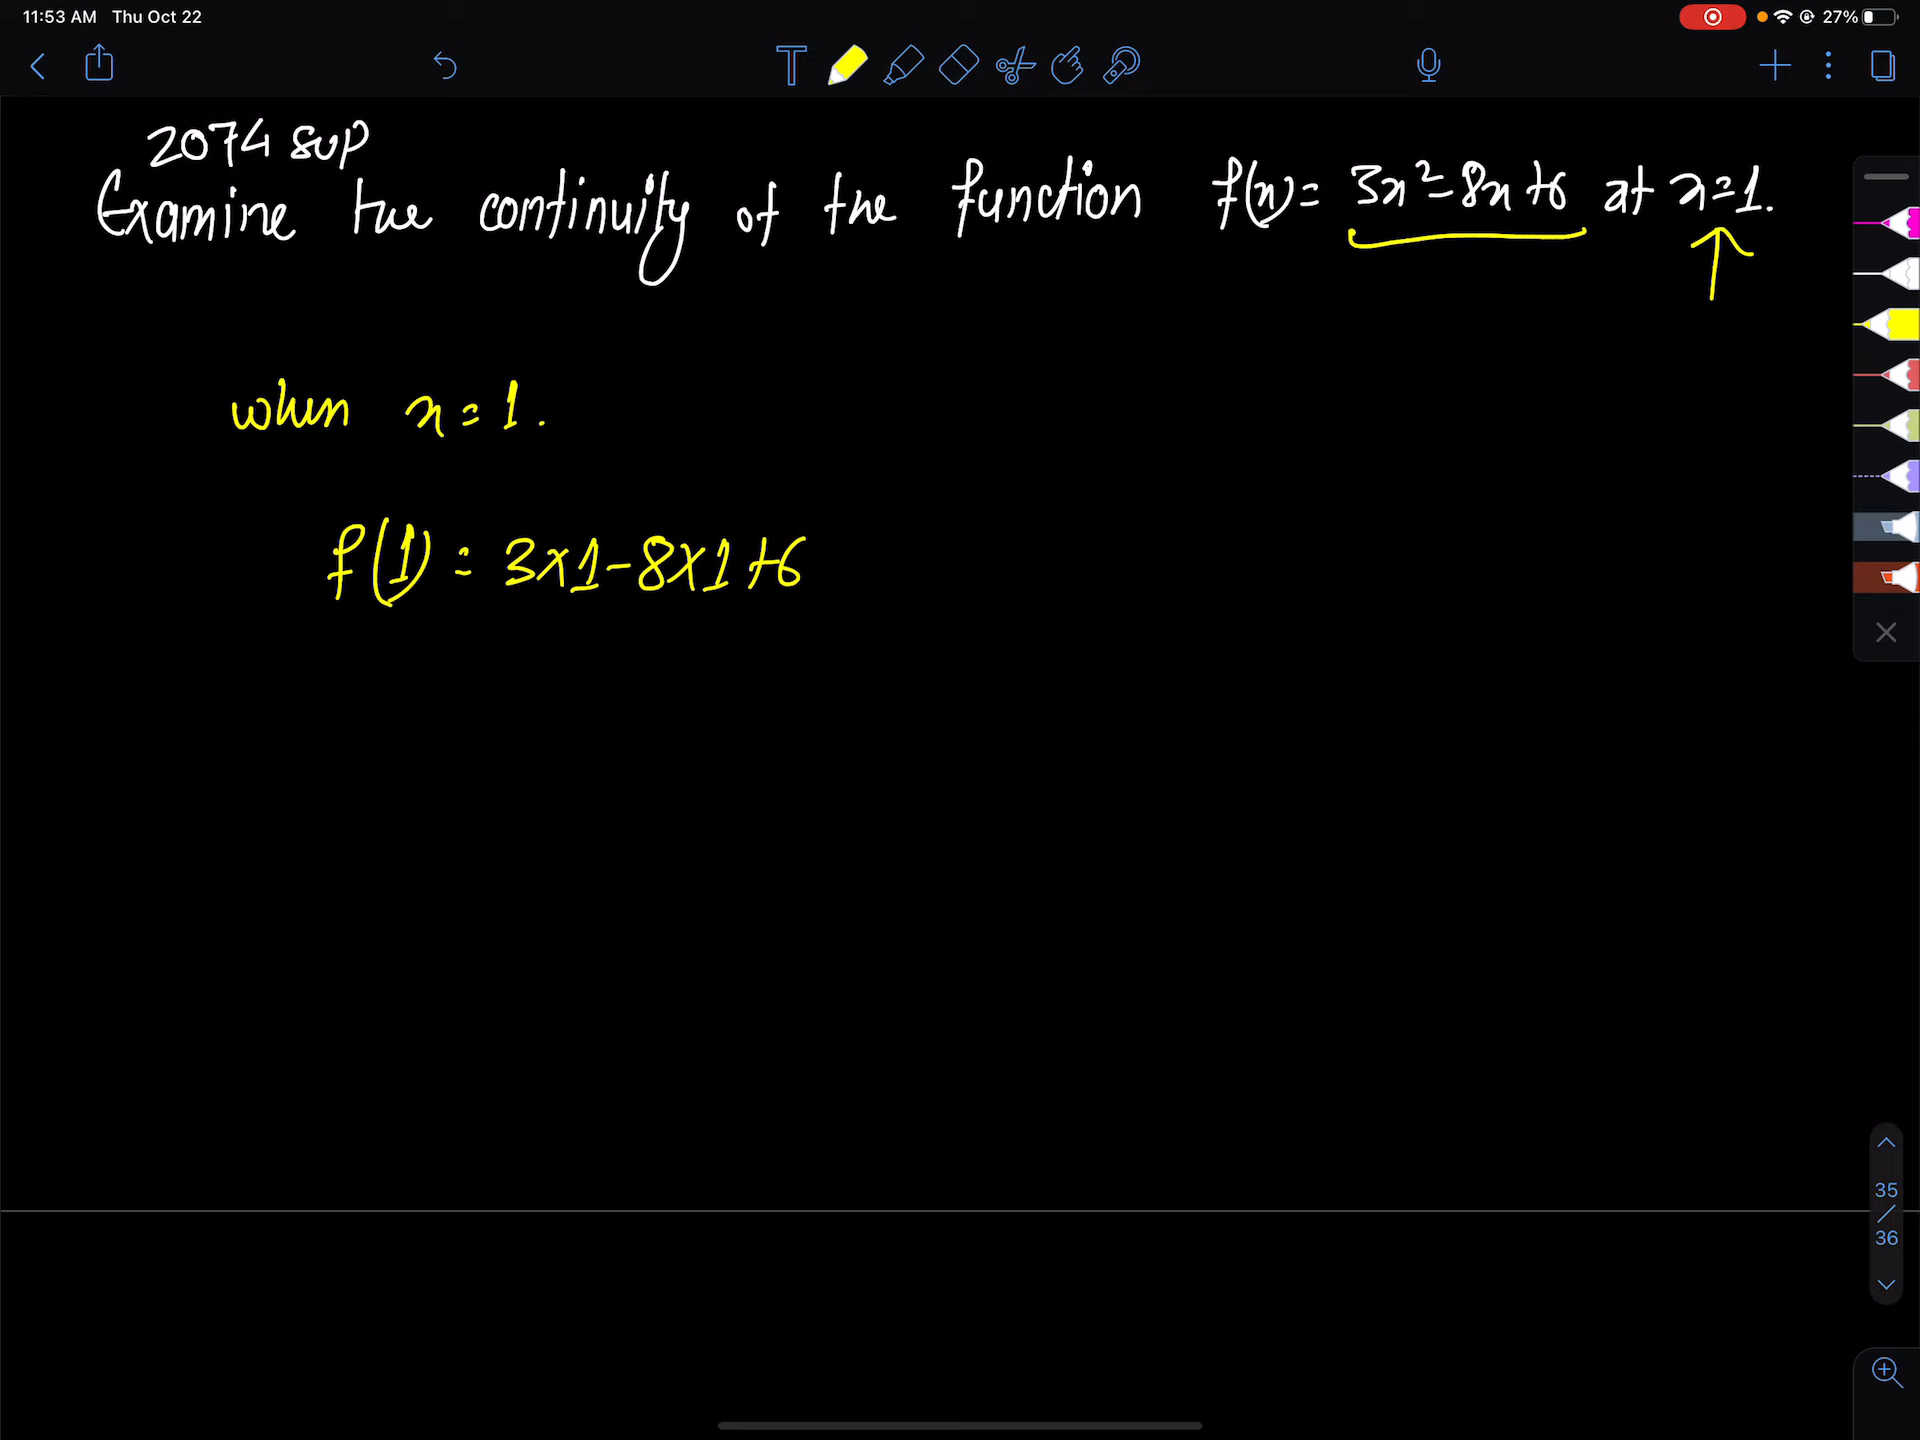 11:53 AM Thu Oct 22
27%
2074 sup
Examine the continuity of the function f(x) = 3x² - 8x + 6 at x = 1.
when x = 1.
f(1) = 3×1 - 8×1 + 6
35
/
36